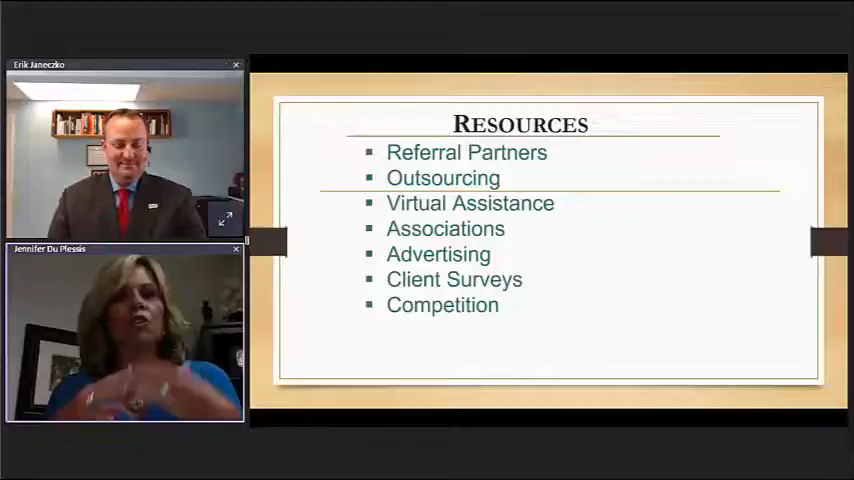 Erik Janeczko
Jennifer Du Plessis
RESOURCES
▪ Referral Partners
▪ Outsourcing
▪ Virtual Assistance
▪ Associations
▪ Advertising
▪ Client Surveys
▪ Competition